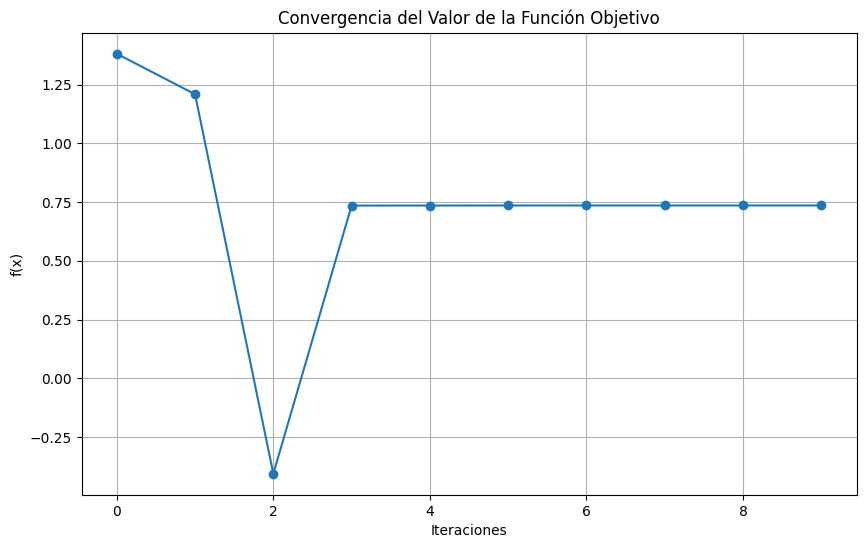 Convergencia del Valor de la Función Objetivo
f(x)
1.25
1.00
0.75
0.50
0.25
0.00
−0.25
0 2 4 6 8
Iteraciones